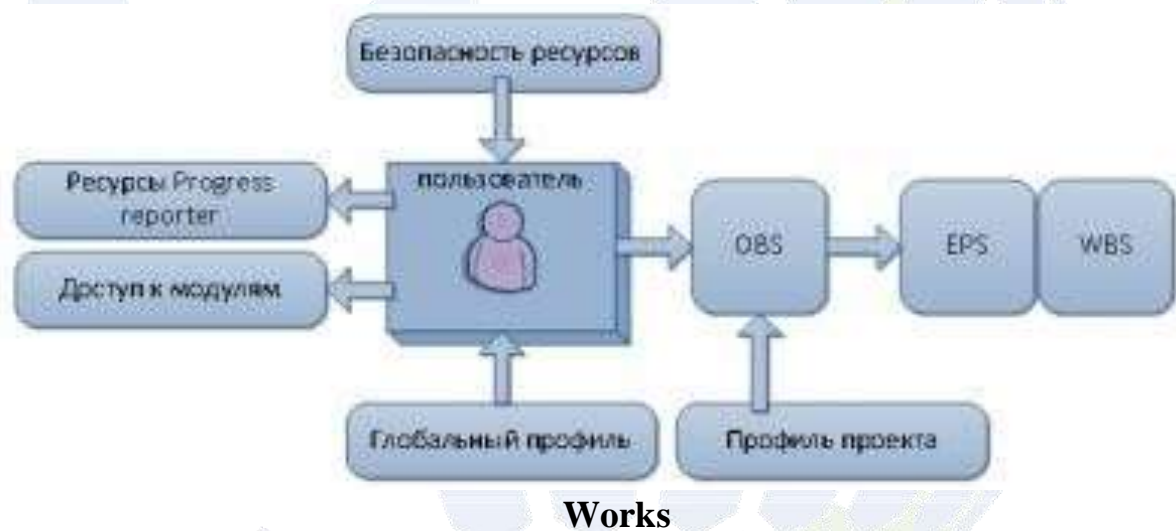 Безопасность ресурсов
Ресурсы Progress
reporter
пользователь
Доступ к модулям
OBS
EPS
WBS
Глобальный профиль
Профиль проекта
Works